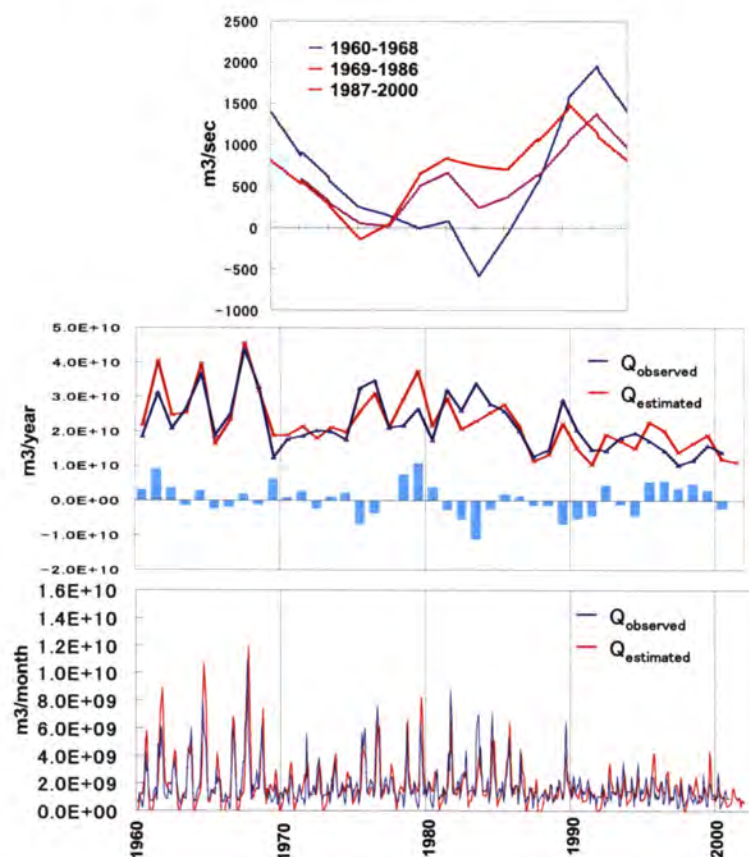 2500
2000
1500
1000
500
0
-500
-1000
m3/sec
1960-1968
1969-1986
1987-2000
5.0E+10
4.0E+10
3.0E+10
2.0E+10
1.0E+10
0.0E+00
-1.0E+10
-2.0E+10
m3/year
Qobserved
Qestimated
1.6E+10
1.4E+10
1.2E+10
1.0E+10
8.0E+09
6.0E+09
4.0E+09
2.0E+09
0.0E+00
m3/month
Qobserved
Qestimated
1960
1970
1980
1990
2000